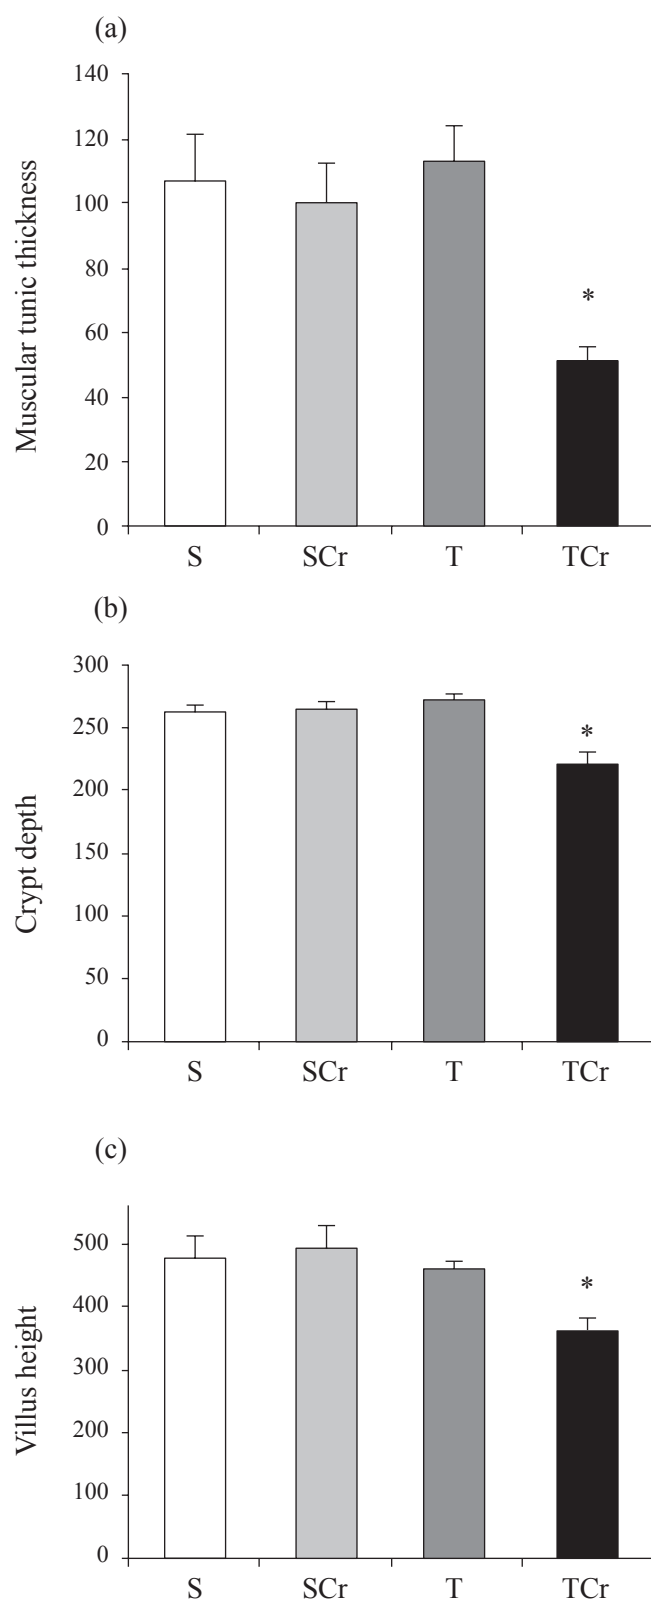 (a)
140
120
100
80
60
40
20
0
Muscular tunic thickness
*
S SCr T TCr
(b)
300
250
200
150
100
50
0
Crypt depth
*
S SCr T TCr
(c)
500
400
300
200
100
0
Villus height
*
S SCr T TCr